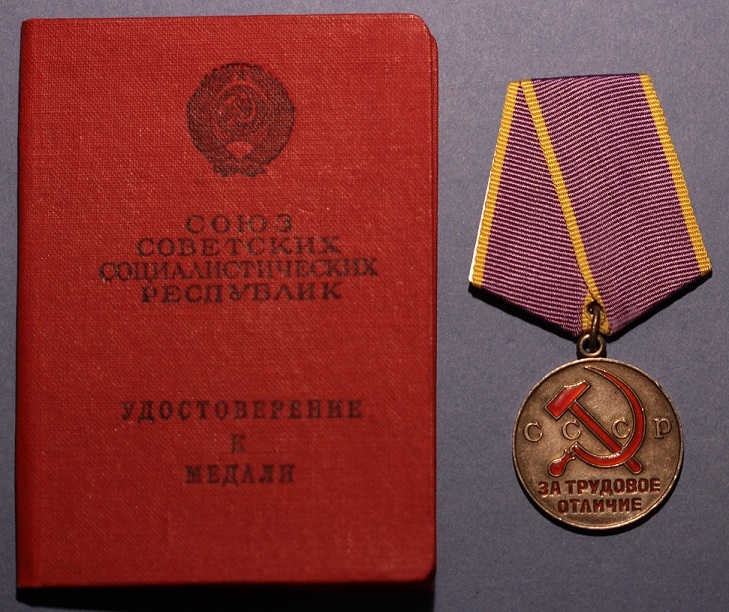 СОЮЗ
СОВЕТСКИХ
СОЦИАЛИСТИЧЕСКИХ
РЕСПУБЛИК
УДОСТОВЕРЕНИЕ
К
МЕДАЛИ
СССР
ЗА ТРУДОВОЕ
ОТЛИЧИЕ